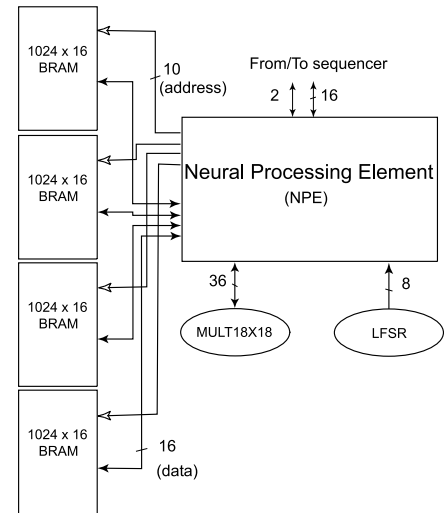 1024 x 16
BRAM
10
(address)
From/To sequencer
2
16
1024 x 16
BRAM
Neural Processing Element
(NPE)
1024 x 16
BRAM
36
8
MULT18X18
LFSR
1024 x 16
BRAM
16
(data)